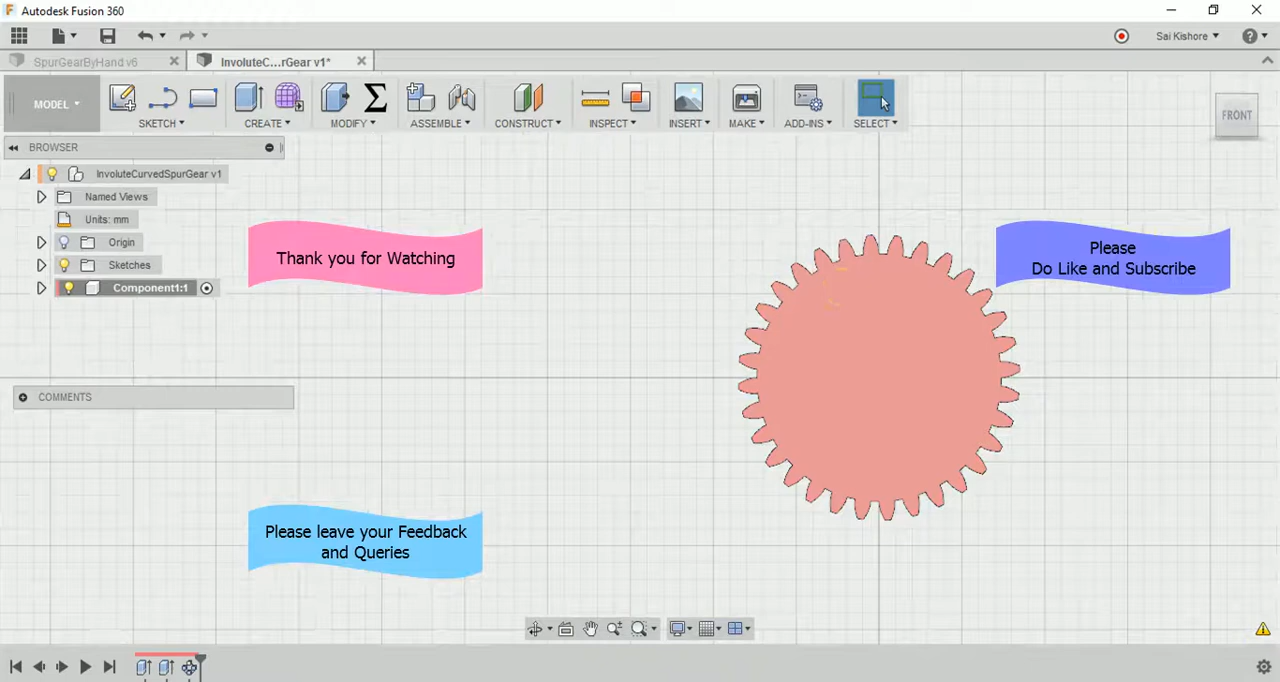 Autodesk Fusion 360
Sai Kishore
SpurGearByHand v6
InvoluteC...rGear v1*
MODEL
SKETCH
CREATE
MODIFY
ASSEMBLE
CONSTRUCT
INSPECT
INSERT
MAKE
ADD-INS
SELECT
FRONT
BROWSER
InvoluteCurvedSpurGear v1
Named Views
Units: mm
Origin
Sketches
Component1:1
Thank you for Watching
Please
Do Like and Subscribe
COMMENTS
Please leave your Feedback
and Queries